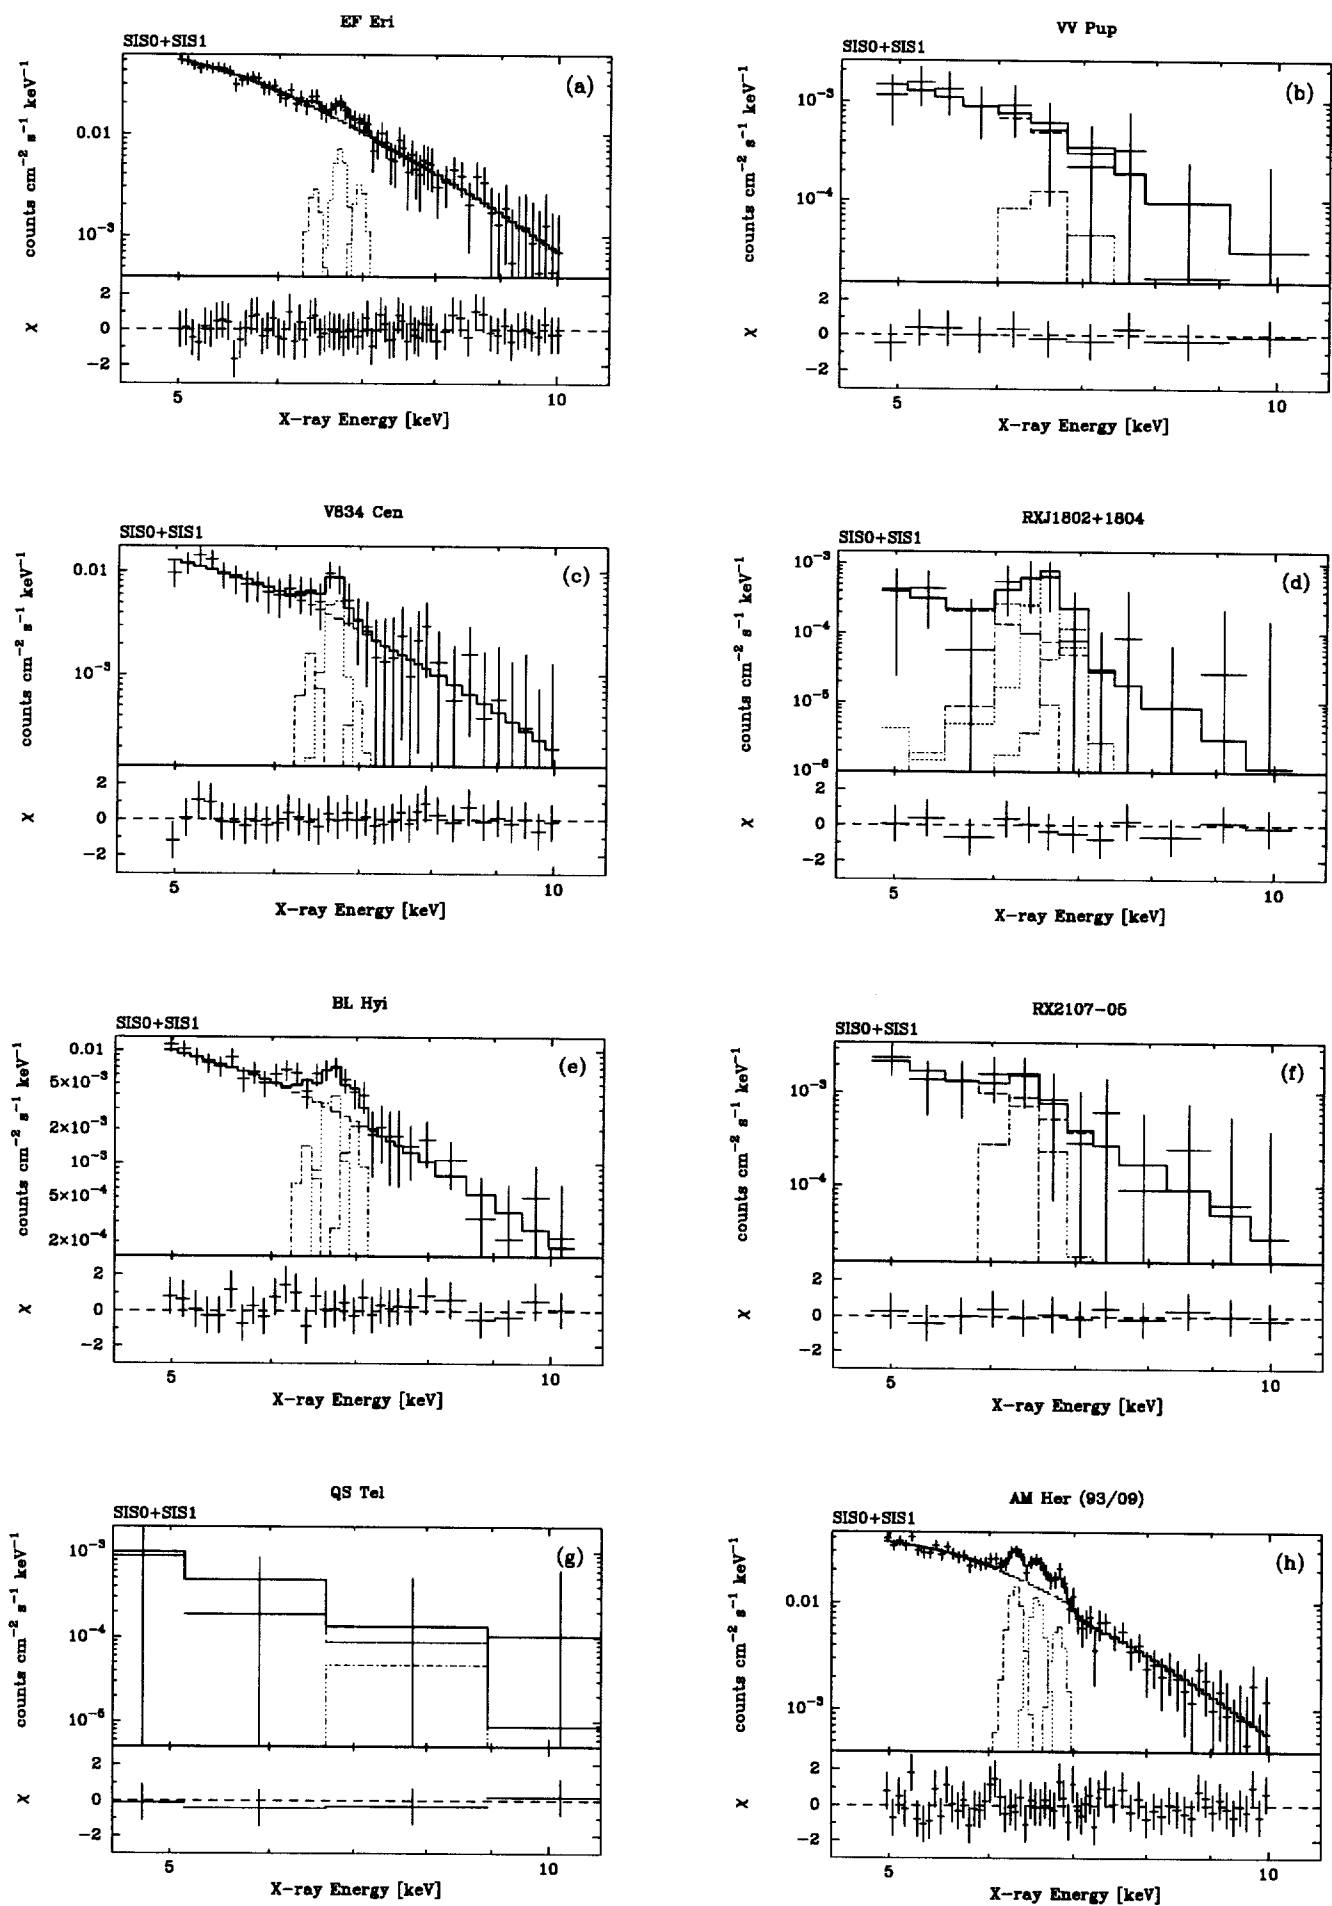 EF Eri
SIS0+SIS1
(a)
counts cm−2 s−1 keV−1
0.01
10−3
χ
2
0
−2
5
10
X-ray Energy [keV]
VV Pup
SIS0+SIS1
(b)
counts cm−2 s−1 keV−1
10−3
10−4
χ
2
0
−2
5
10
X-ray Energy [keV]
V834 Cen
SIS0+SIS1
(c)
counts cm−2 s−1 keV−1
0.01
10−3
χ
2
0
−2
5
10
X-ray Energy [keV]
RXJ1802+1804
SIS0+SIS1
(d)
counts cm−2 s−1 keV−1
10−3
10−4
10−5
10−6
χ
2
0
−2
5
10
X-ray Energy [keV]
BL Hyi
SIS0+SIS1
(e)
counts cm−2 s−1 keV−1
0.01
5×10−3
2×10−3
10−3
5×10−4
2×10−4
χ
2
0
−2
5
10
X-ray Energy [keV]
RX2107-05
SIS0+SIS1
(f)
counts cm−2 s−1 keV−1
10−3
10−4
χ
2
0
−2
5
10
X-ray Energy [keV]
QS Tel
SIS0+SIS1
(g)
counts cm−2 s−1 keV−1
10−3
10−4
10−5
χ
2
0
−2
5
10
X-ray Energy [keV]
AM Her (93/09)
SIS0+SIS1
(h)
counts cm−2 s−1 keV−1
0.01
10−3
χ
2
0
−2
5
10
X-ray Energy [keV]